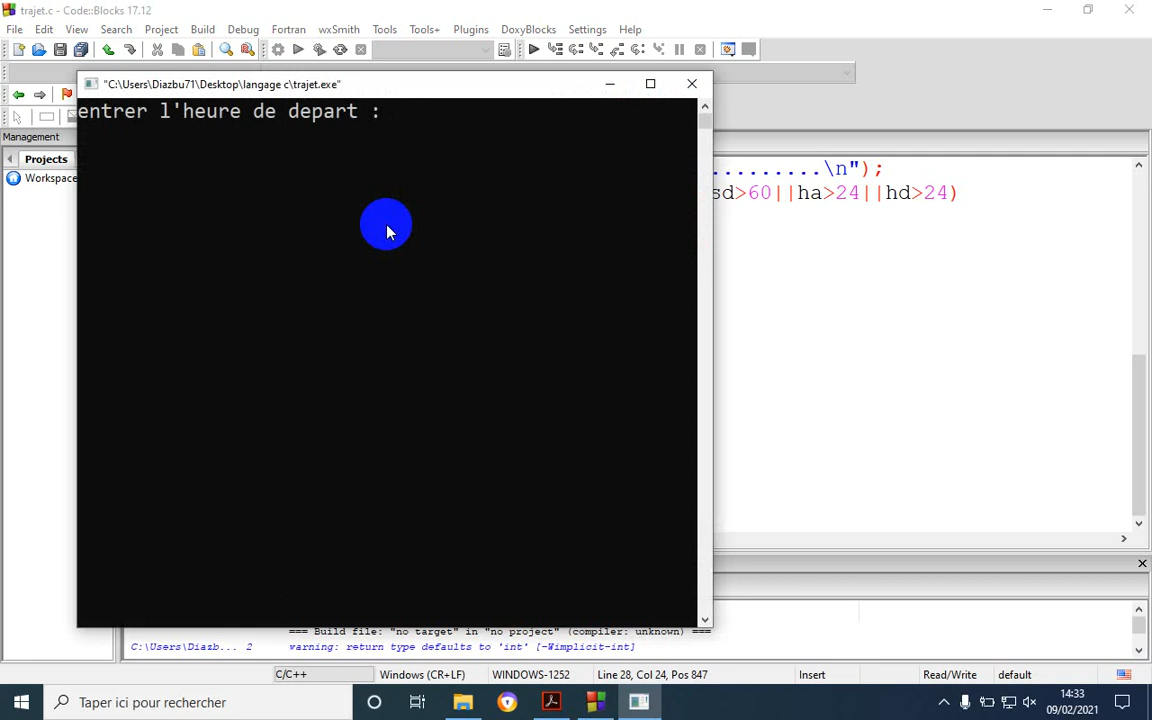 trajet.c - Code::Blocks 17.12
File Edit View Search Project Build Debug Fortran wxSmith Tools Tools+ Plugins DoxyBlocks Settings Help
"C:\Users\Diazbu71\Desktop\langage c\trajet.exe"
entrer l'heure de depart :
Management
Projects
Workspace
.........\n");
sd>60||ha>24||hd>24)
=== Build file: "no target" in "no project" (compiler: unknown) ===
C:\Users\Diazb... 2 warning: return type defaults to 'int' [-Wimplicit-int]
C/C++ Windows (CR+LF) WINDOWS-1252 Line 28, Col 24, Pos 847 Insert Read/Write default
Taper ici pour rechercher
14:33
09/02/2021